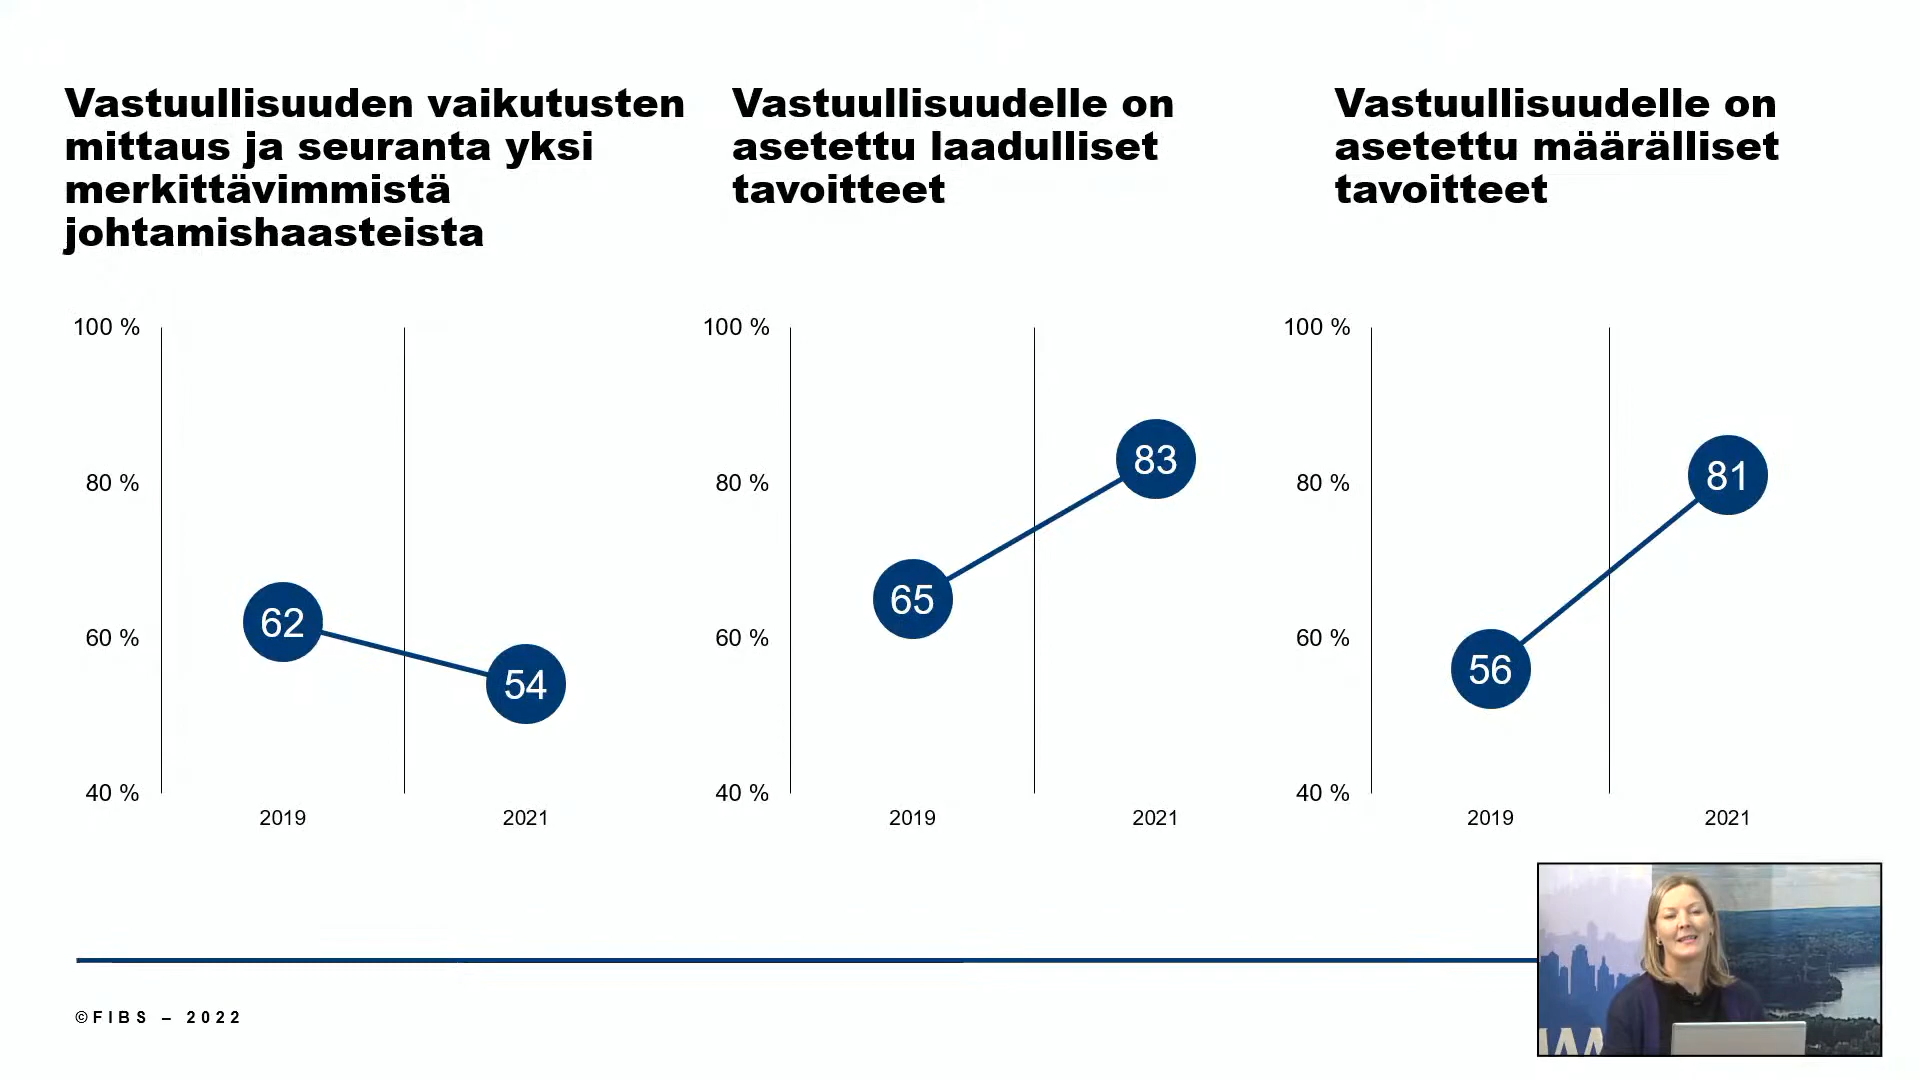 Vastuullisuuden vaikutusten
mittaus ja seuranta yksi
merkittävimmistä
johtamishaasteista
Vastuullisuudelle on
asetettu laadulliset
tavoitteet
Vastuullisuudelle on
asetettu määrälliset
tavoitteet
100 %
80 %
60 %
40 %
62
54
2019
2021
100 %
80 %
60 %
40 %
65
83
2019
2021
100 %
80 %
60 %
40 %
56
81
2019
2021
©FIBS – 2022